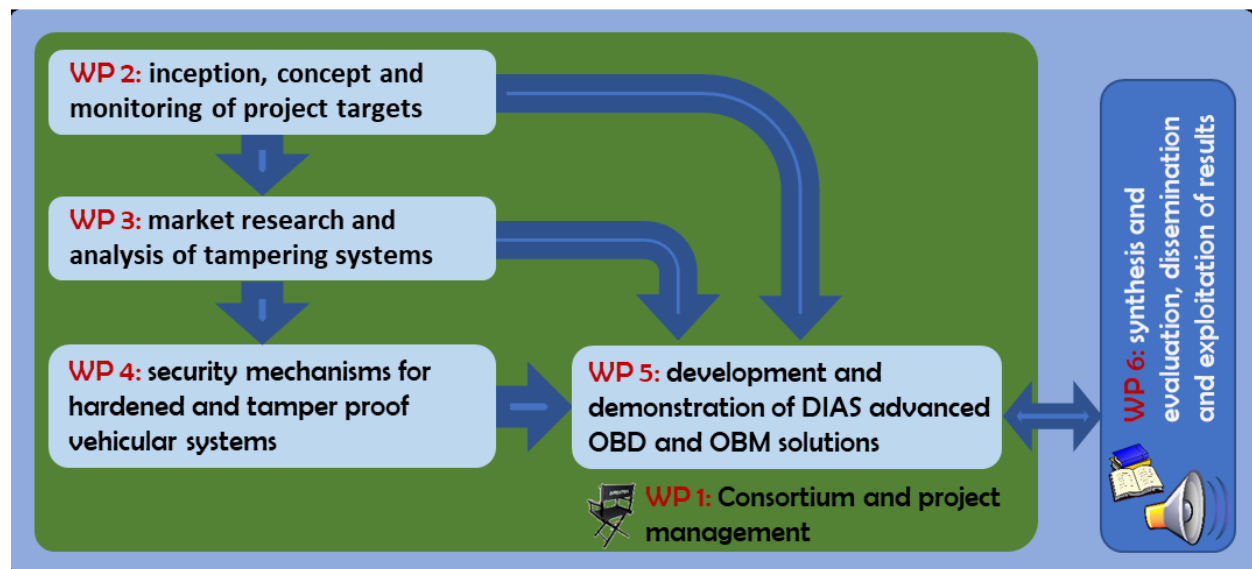 WP 2: inception, concept and
monitoring of project targets
WP 3: market research and
analysis of tampering systems
WP 4: security mechanisms for
hardened and tamper proof
vehicular systems
WP 5: development and
demonstration of DIAS advanced
OBD and OBM solutions
WP 1: Consortium and project
management
WP 6: synthesis and
evaluation, dissemination
and exploitation of results